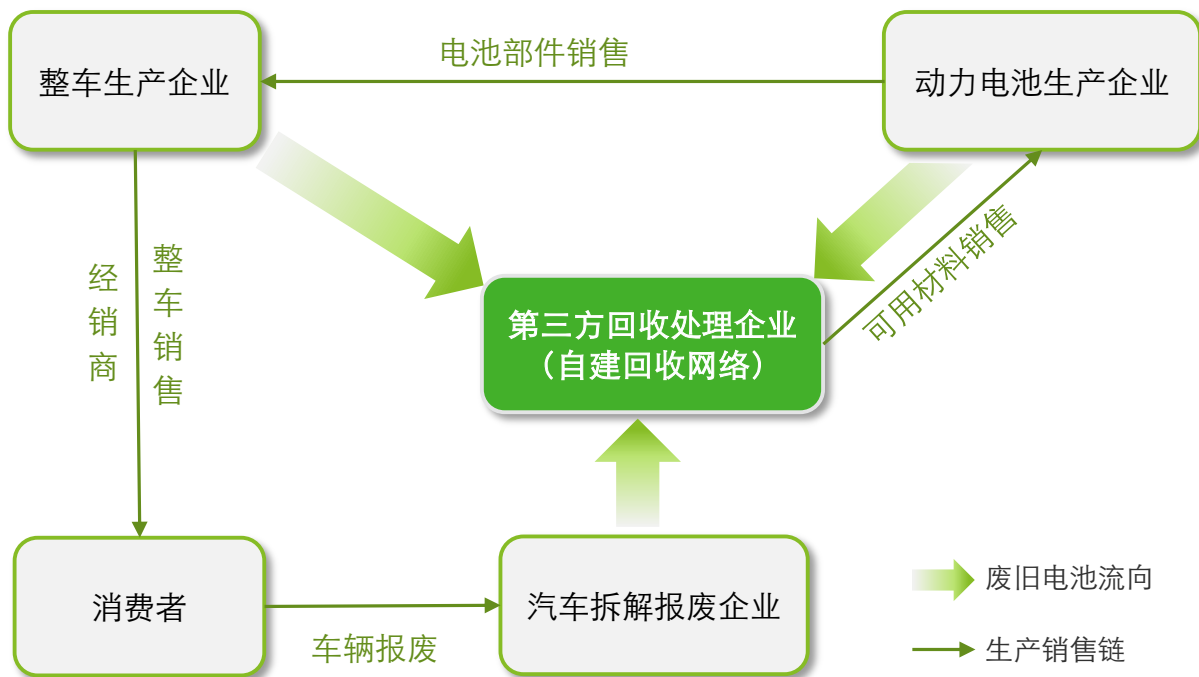 电池部件销售
整车生产企业
动力电池生产企业
经销商
整车销售
可用材料销售
第三方回收处理企业
（自建回收网络）
消费者
车辆报废
汽车拆解报废企业
废旧电池流向
生产销售链